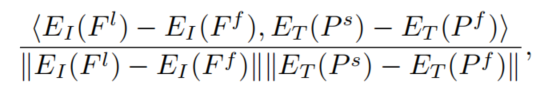 ⟨E_I(F^l) − E_I(F^f), E_T(P^s) − E_T(P^f)⟩
‖E_I(F^l) − E_I(F^f)‖‖E_T(P^s) − E_T(P^f)‖,